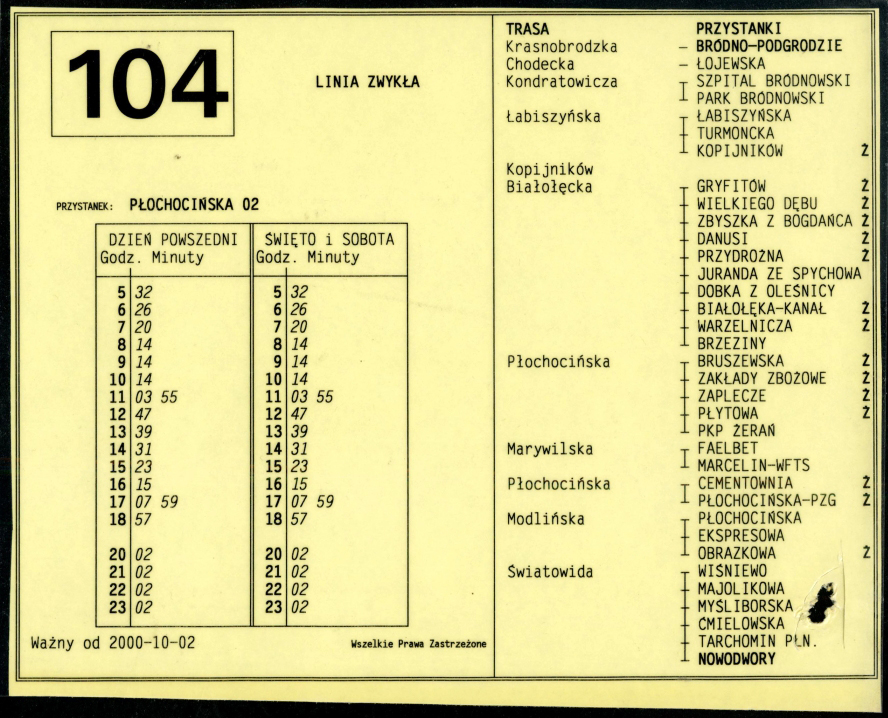 104
LINIA ZWYKŁA
PRZYSTANEK: PŁOCHOCIŃSKA 02
DZIEŃ POWSZEDNI ŚWIĘTO i SOBOTA
Godz. Minuty Godz. Minuty
5 32 5 32
6 26 6 26
7 20 7 20
8 14 8 14
9 14 9 14
10 14 10 14
11 03 55 11 03 55
12 47 12 47
13 39 13 39
14 31 14 31
15 23 15 23
16 15 16 15
17 07 59 17 07 59
18 57 18 57
20 02 20 02
21 02 21 02
22 02 22 02
23 02 23 02
Ważny od 2000-10-02 Wszelkie Prawa Zastrzeżone
TRASA PRZYSTANKI
Krasnobrodzka – BRÓDNO–PODGRODZIE
Chodecka – ŁOJEWSKA
Kondratowicza SZPITAL BRÓDNOWSKI
PARK BRÓDNOWSKI
Łabiszyńska ŁABISZYŃSKA
TURMONCKA
KOPIJNIKÓW Ż
Kopijników
Białołęcka GRYFITÓW Ż
WIELKIEGO DĘBU Ż
ZBYSZKA Z BOGDAŃCA Ż
DANUSI Ż
PRZYDROŻNA Ż
JURANDA ZE SPYCHOWA
DOBKA Z OLEŚNICY
BIAŁOŁĘKA–KANAŁ Ż
WARZELNICZA Ż
BRZEZINY
Płochocińska BRUSZEWSKA Ż
ZAKŁADY ZBOŻOWE Ż
ZAPLECZE Ż
PŁYTOWA Ż
PKP ŻERAŃ
Marywilska FAELBET
MARCELIN–WFTS
Płochocińska CEMENTOWNIA Ż
PŁOCHOCIŃSKA–PZG Ż
Modlińska PŁOCHOCIŃSKA
EKSPRESOWA
OBRAZKOWA Ż
Światowida WIŚNIEWO
MAJOLIKOWA
MYŚLIBORSKA
ĆMIELOWSKA
TARCHOMIN PŁN.
NOWODWORY